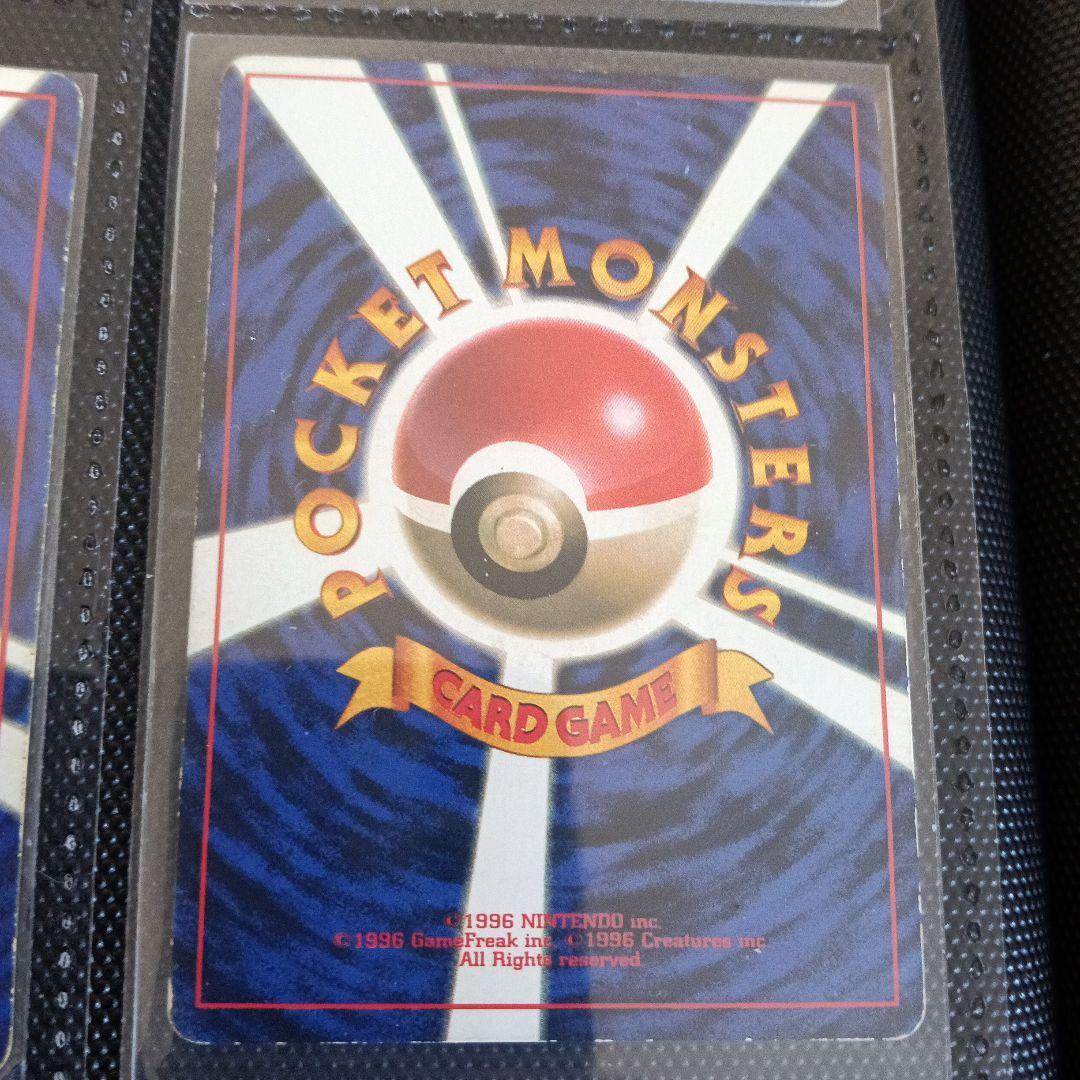 POCKET MONSTERS
CARD GAME
©1996 NINTENDO inc.
©1996 GameFreak inc. ©1996 Creatures inc.
All Rights reserved.